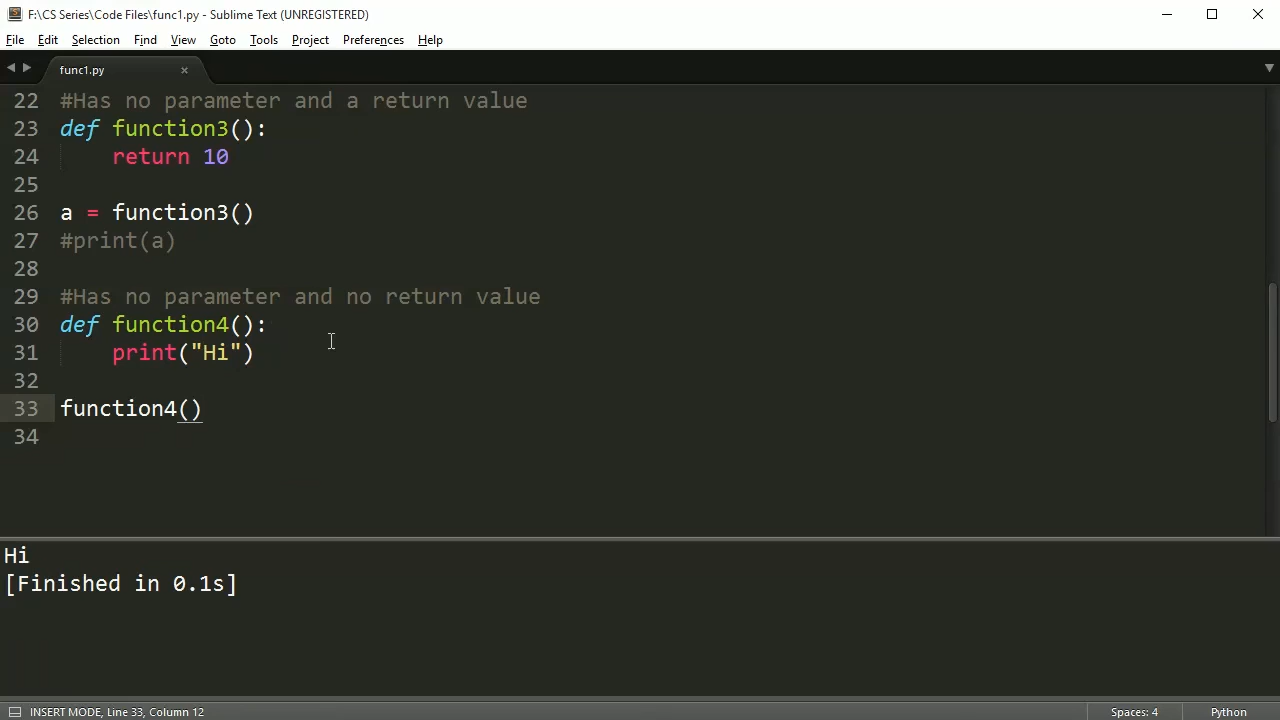 F:\CS Series\Code Files\func1.py - Sublime Text (UNREGISTERED)
File Edit Selection Find View Goto Tools Project Preferences Help
func1.py
22 #Has no parameter and a return value
23 def function3():
24     return 10
25
26 a = function3()
27 #print(a)
28
29 #Has no parameter and no return value
30 def function4():
31     print("Hi")
32
33 function4()
34
Hi
[Finished in 0.1s]
INSERT MODE, Line 33, Column 12 Spaces: 4 Python